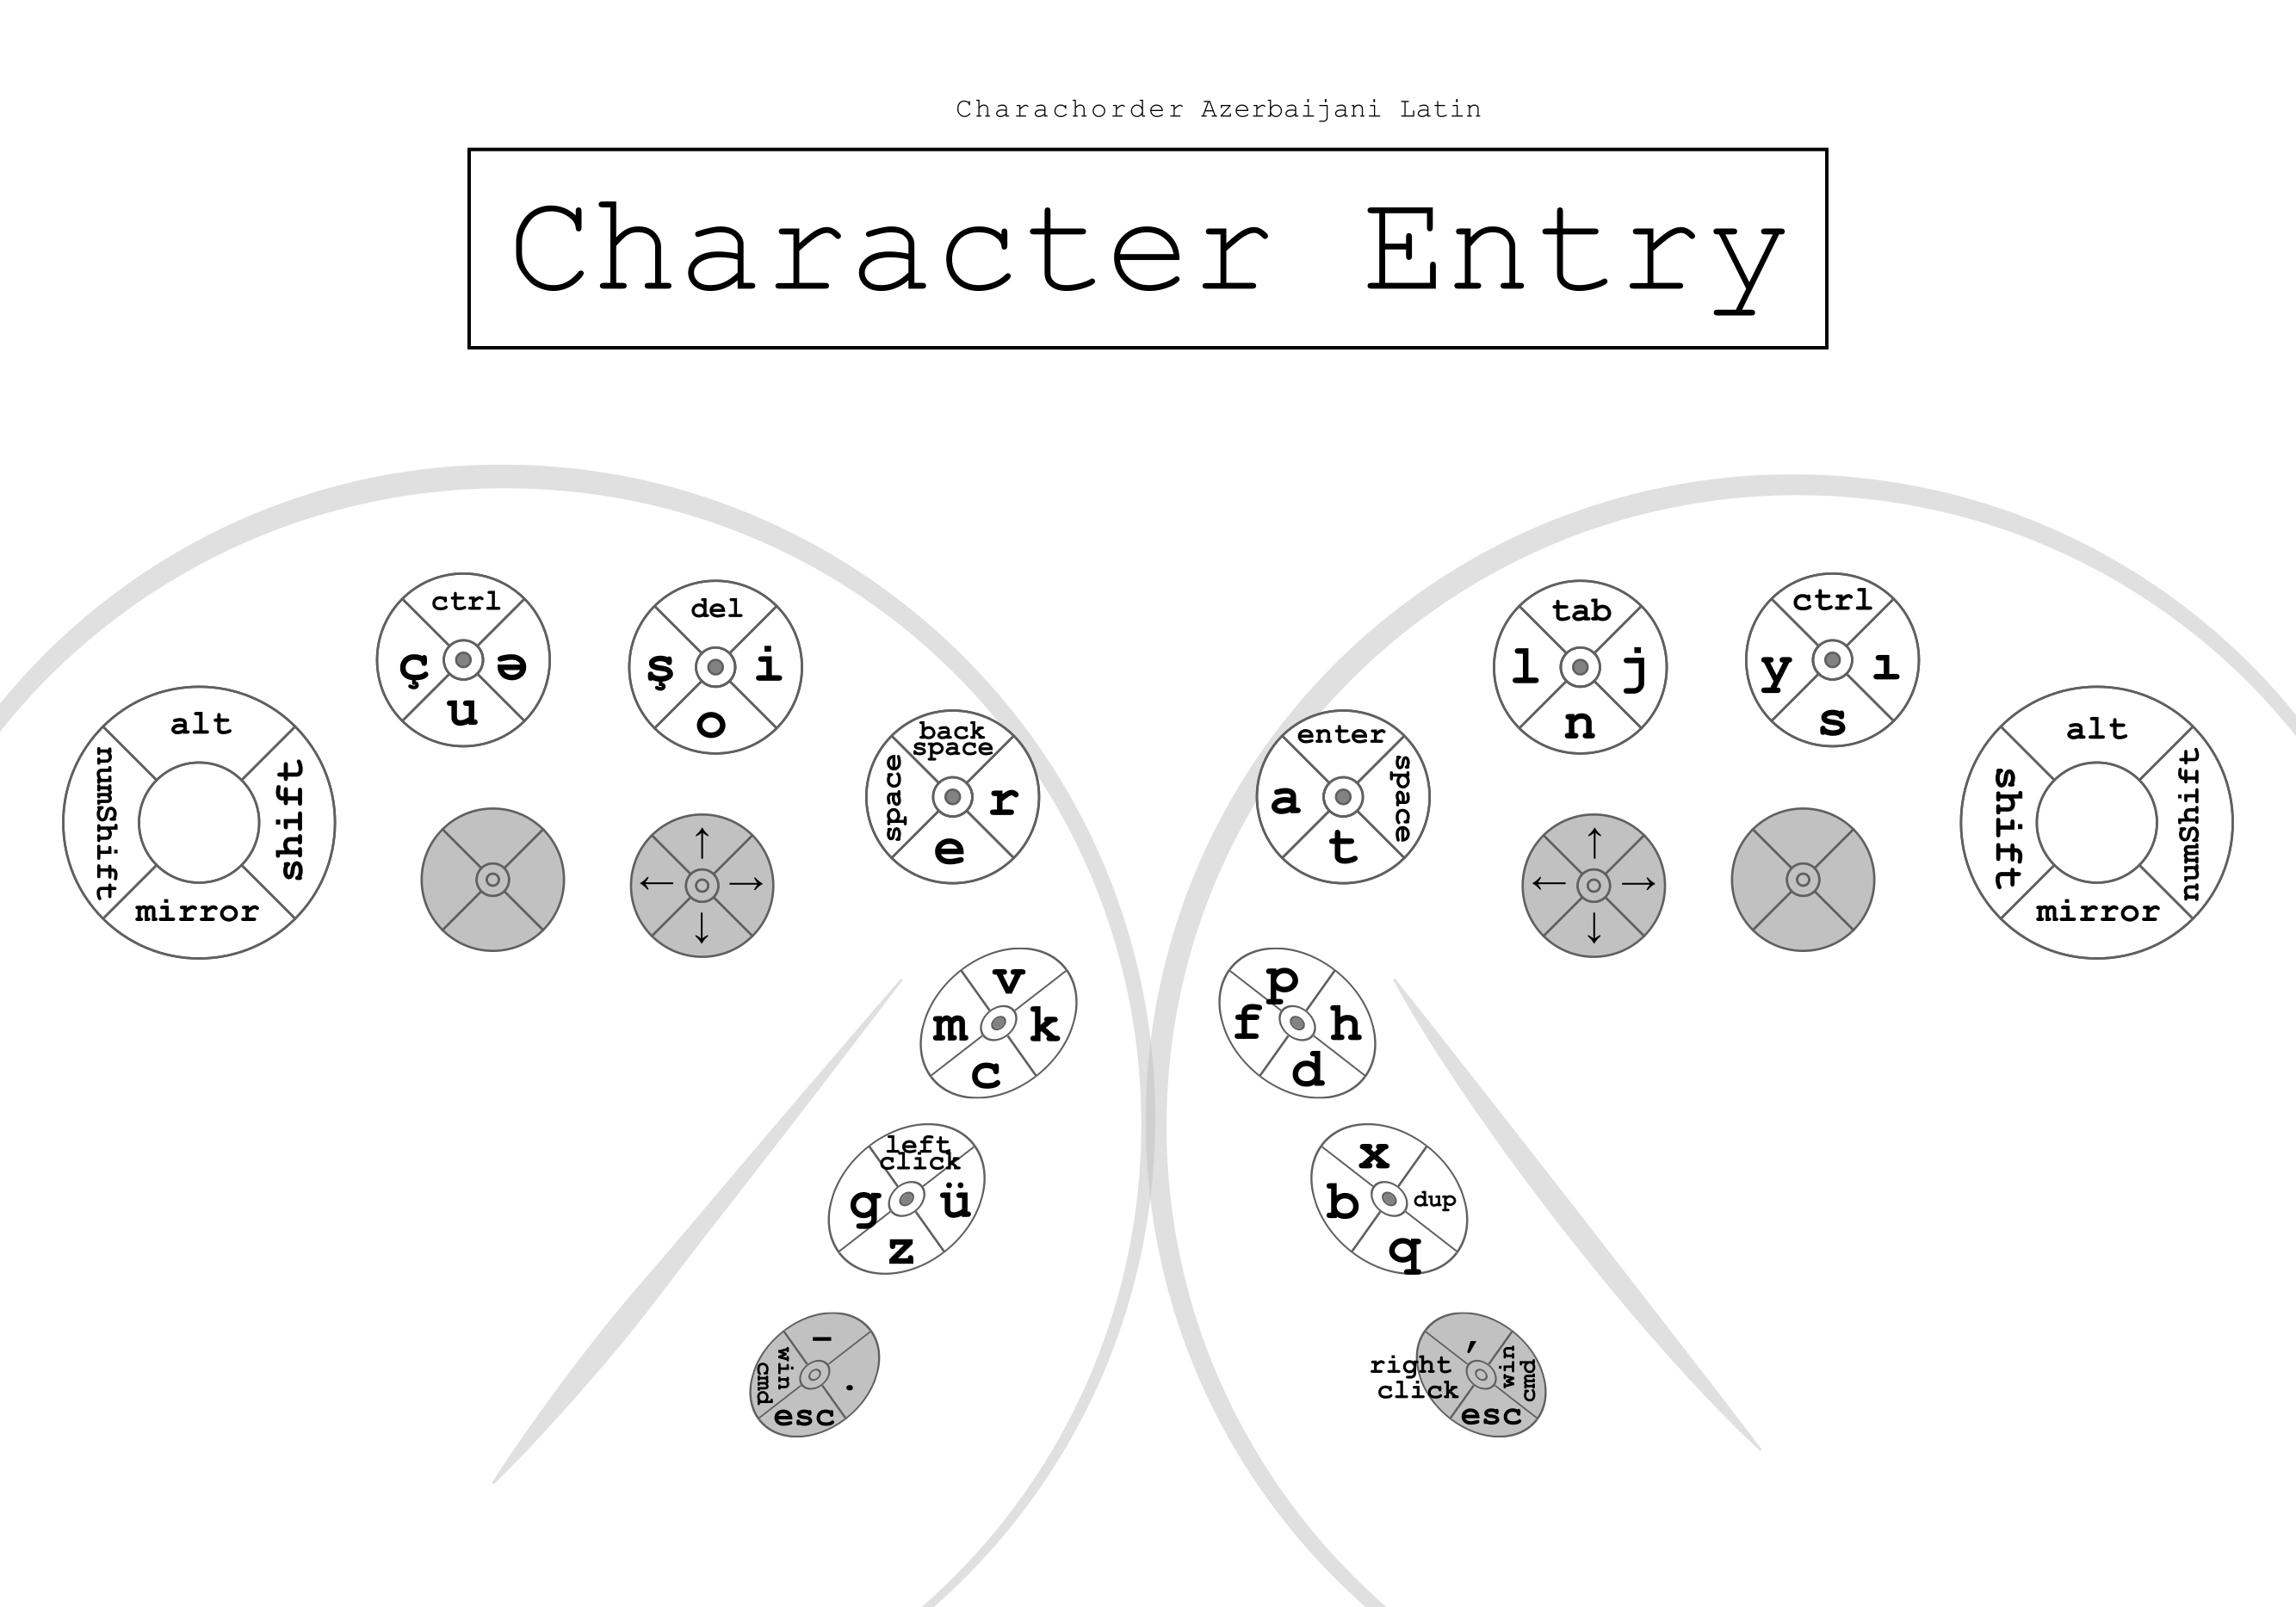 Charachorder Azerbaijani Latin
Character Entry
ctrl
ç ə
u
del
ş i
o
tab
l j
n
ctrl
y ı
s
alt
numShift
shift
mirror
back
space
space
r
e
enter
a
space
t
alt
shift
numShift
mirror
↑
← →
↓
↑
← →
↓
v
m k
c
p
f h
d
left
click
g ü
z
x
b dup
q
–
win
cmd
.
esc
,
right
click
win
cmd
esc